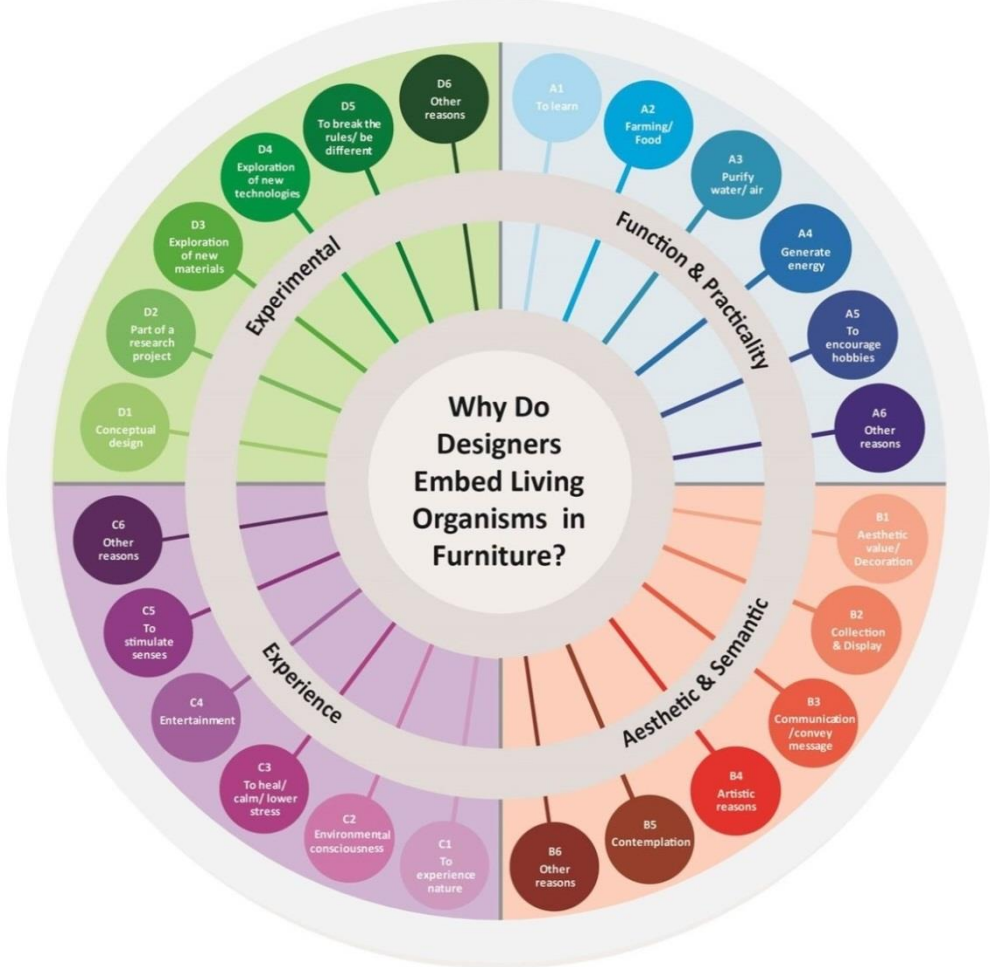 Why Do
Designers
Embed Living
Organisms in
Furniture?
Function & Practicality
A1
To learn
A2
Farming/
Food
A3
Purify
water/ air
A4
Generate
energy
A5
To
encourage
hobbies
A6
Other
reasons
Aesthetic & Semantic
B1
Aesthetic
value/
Decoration
B2
Collection
& Display
B3
Communication
/convey
message
B4
Artistic
reasons
B5
Contemplation
B6
Other
reasons
Experience
C1
To
experience
nature
C2
Environmental
consciousness
C3
To heal/
calm/ lower
stress
C4
Entertainment
C5
To
stimulate
senses
C6
Other
reasons
Experimental
D1
Conceptual
design
D2
Part of a
research
project
D3
Exploration
of new
materials
D4
Exploration
of new
technologies
D5
To break the
rules/ be
different
D6
Other
reasons